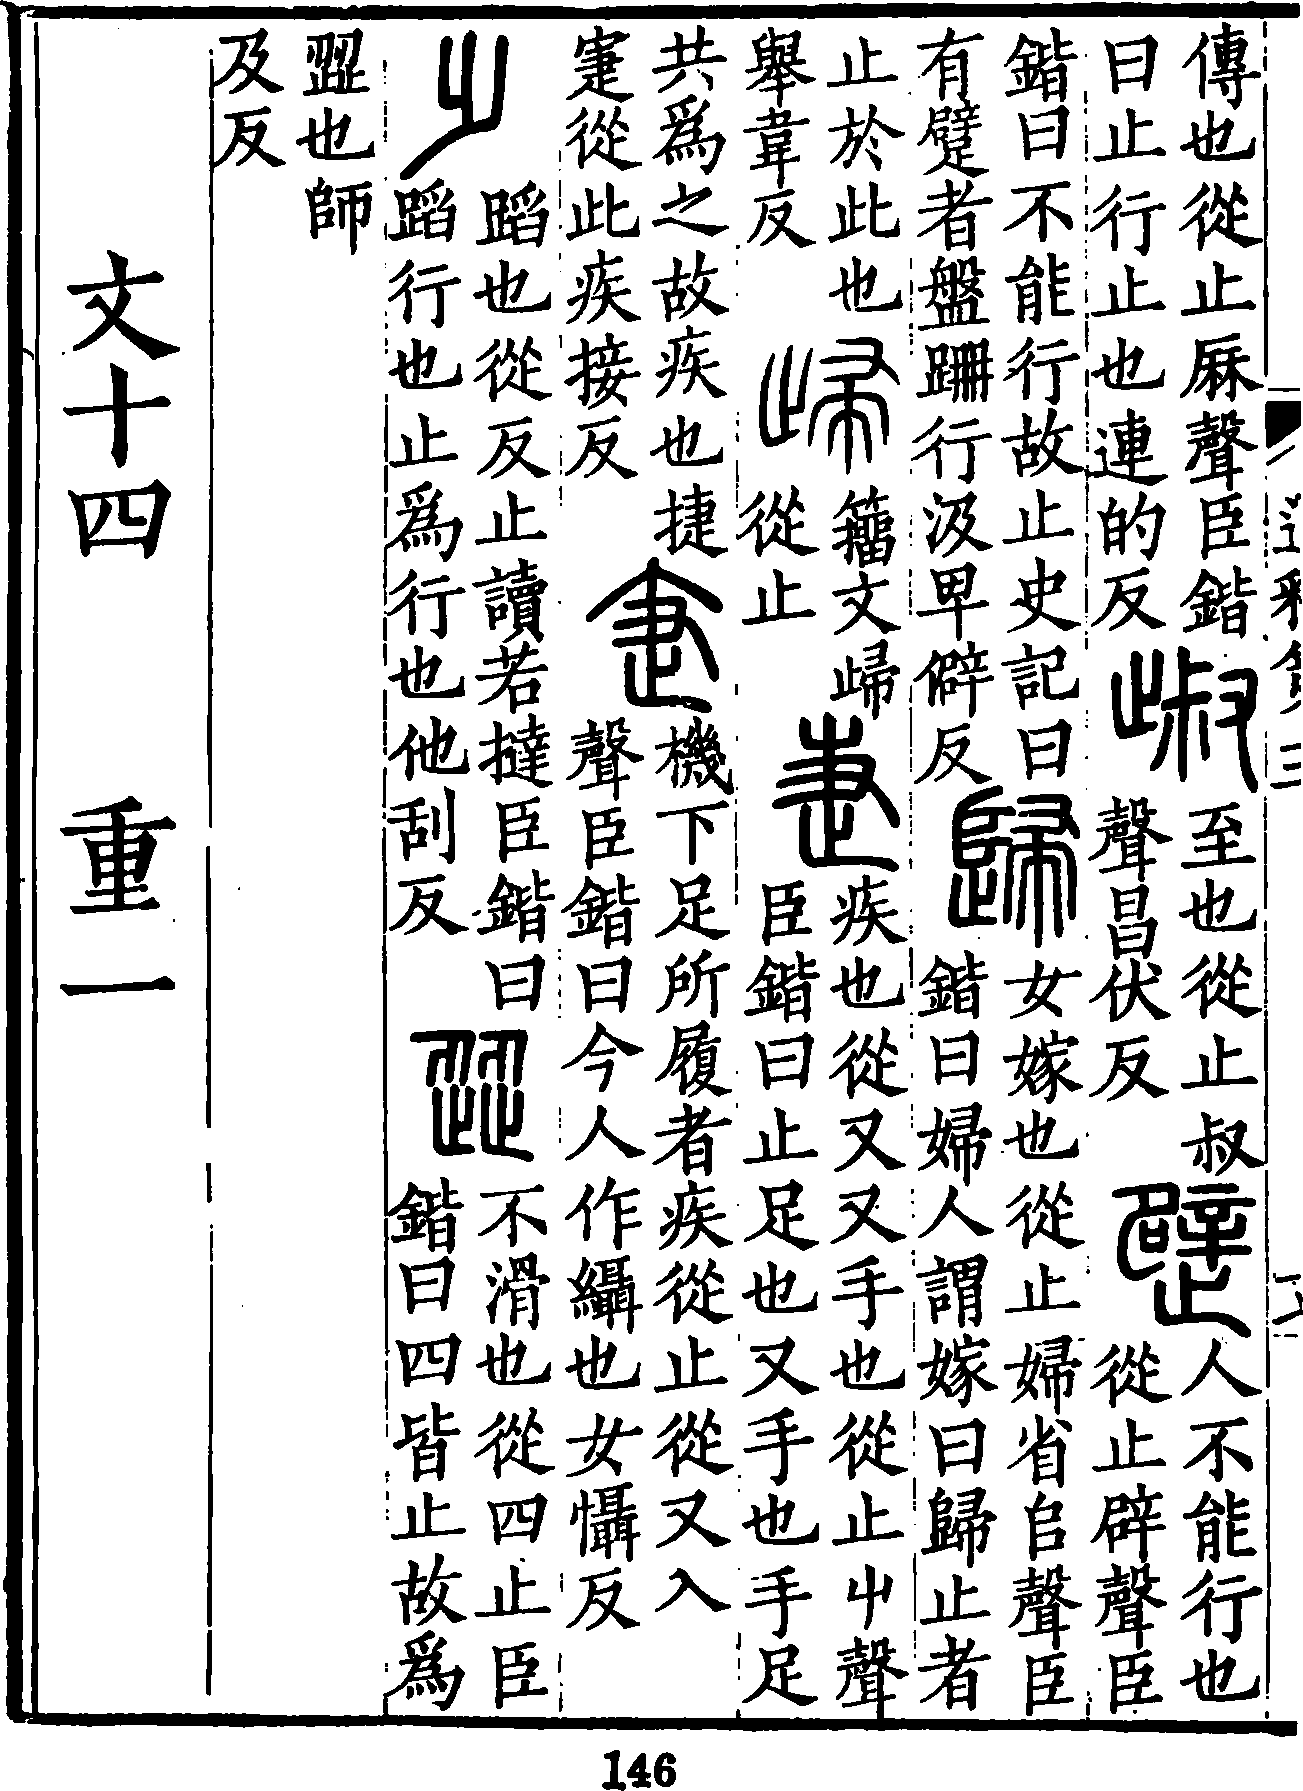 傳也從止厤聲臣鍇曰止行止也連的反 至也從止叔聲昌伏反 人不能行也從止辟聲臣
鍇曰不能行故止史記曰有躄者盤跚行汲卑僻反 歸 女嫁也從止婦省𠂤聲臣鍇曰婦人謂嫁曰歸止者
止於此也舉韋反 㱕 籒文歸從止 疌 疾也從又又手也從止屮聲臣鍇曰止足也又手也手足
共爲之故疾也捷寁從此疾接反 機下足所履者疾從止從又入聲臣鍇曰今人作繀也女懾反
蹈也從反止讀若撻臣鍇曰蹈行也止爲行也他刮反 歰 不滑也從四止臣鍇曰四皆止故爲
澀也師及反
文十四 重一
146